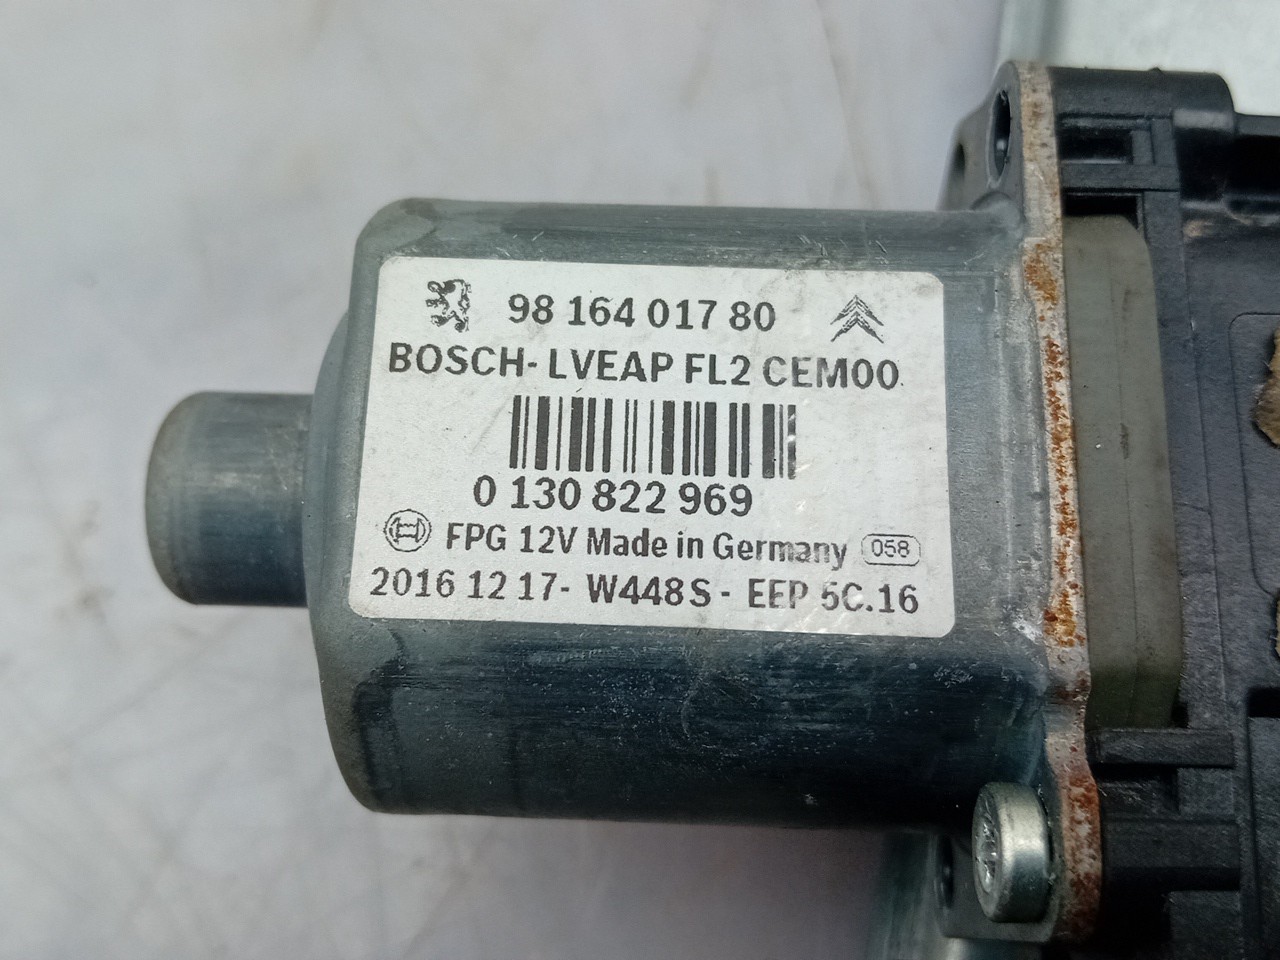 98 164 017 80
BOSCH- LVEAP FL2 CEM00
0 130 822 969
FPG 12V Made in Germany 058
2016 12 17- W448S - EEP 5C.16